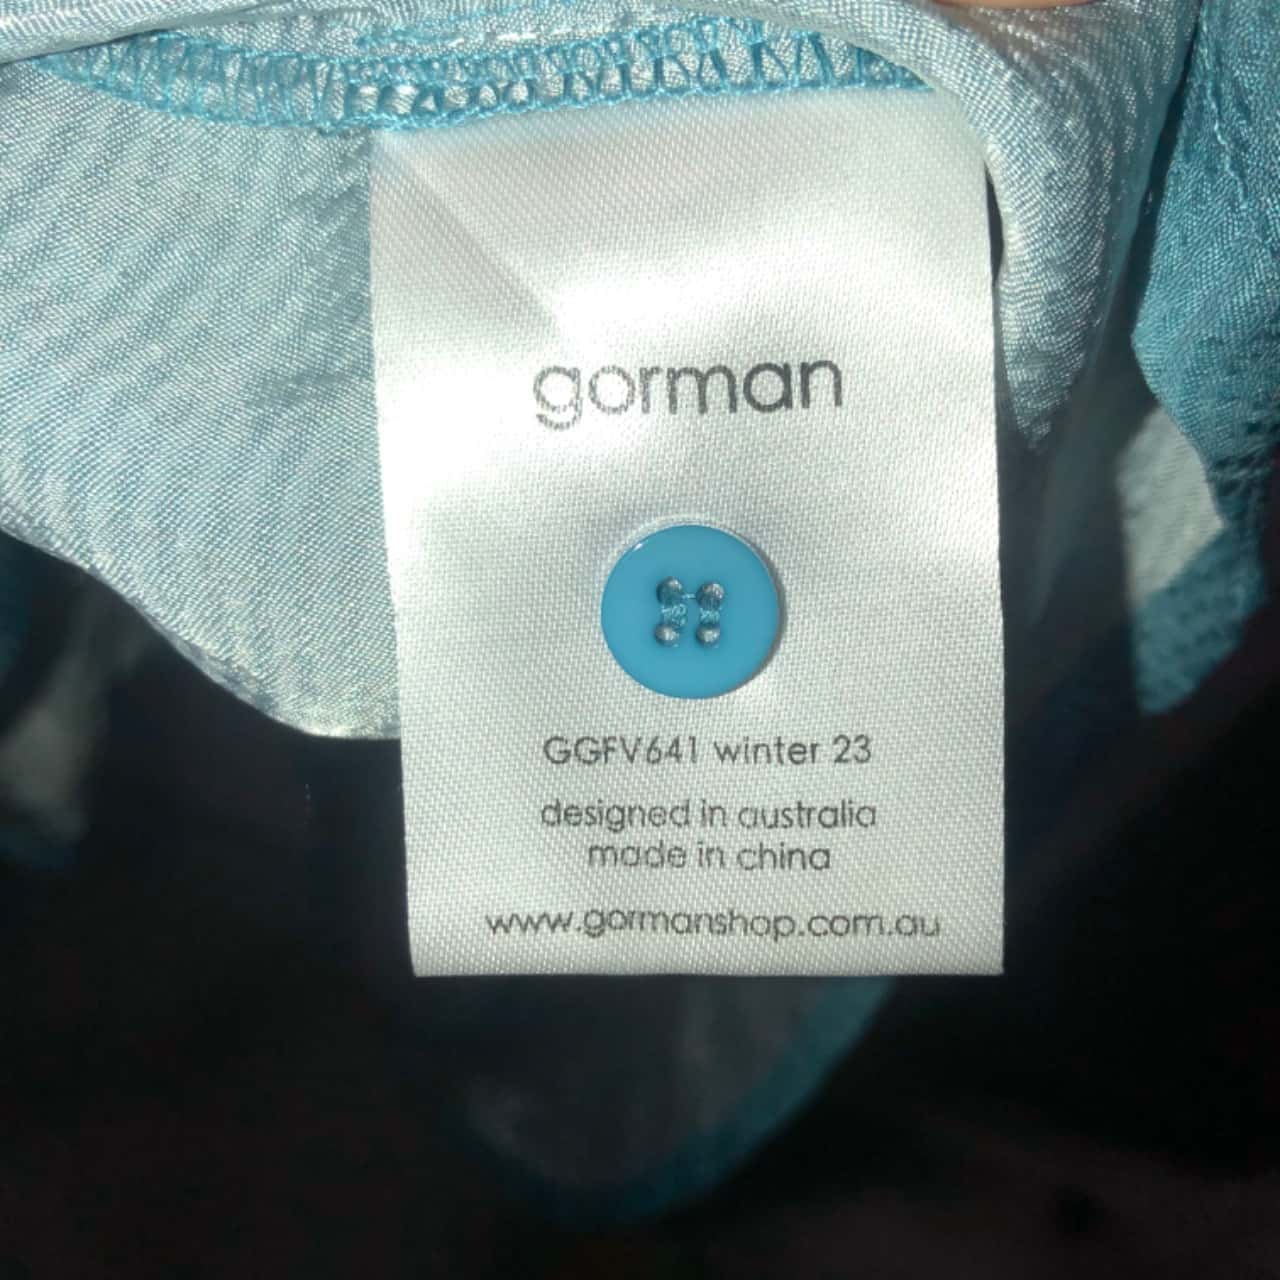 gorman
GGFV641 winter 23
designed in australia
made in china
www.gormanshop.com.au